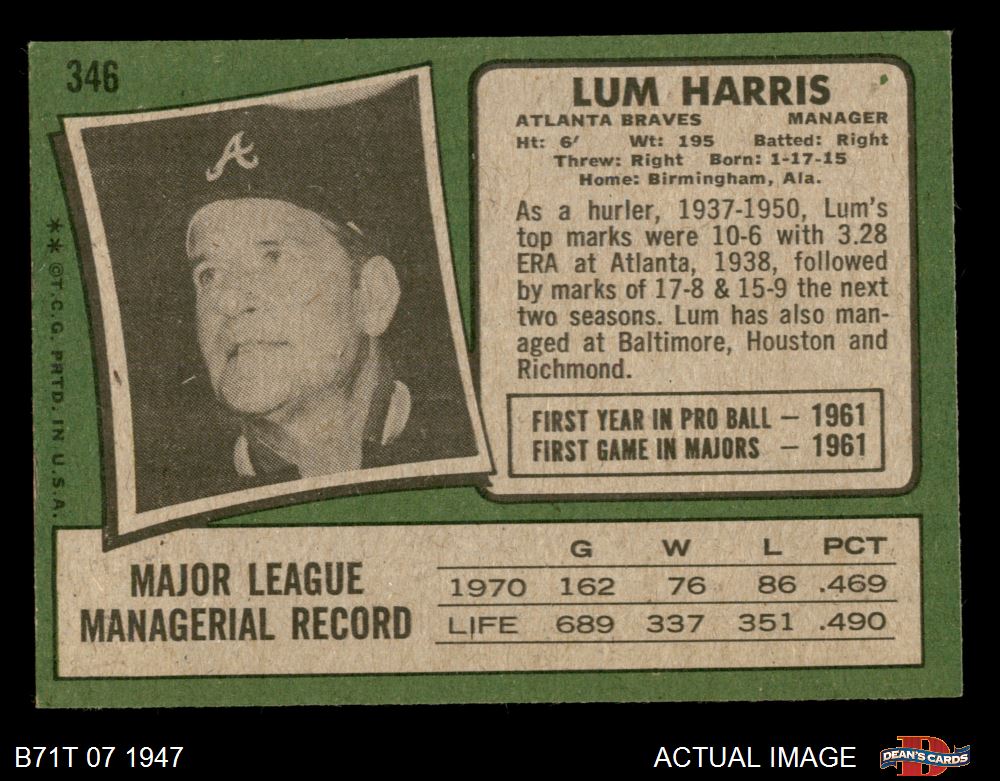 346
A
LUM HARRIS
ATLANTA BRAVES MANAGER
Ht: 6' Wt: 195 Batted: Right
Threw: Right Born: 1-17-15
Home: Birmingham, Ala.
As a hurler, 1937-1950, Lum's
top marks were 10-6 with 3.28
ERA at Atlanta, 1938, followed
by marks of 17-8 & 15-9 the next
two seasons. Lum has also man-
aged at Baltimore, Houston and
Richmond.
FIRST YEAR IN PRO BALL — 1961
FIRST GAME IN MAJORS — 1961
** ©T.C.G. PRTD. IN U.S.A.
MAJOR LEAGUE
MANAGERIAL RECORD
G W L PCT
1970 162 76 86 .469
LIFE 689 337 351 .490
B71T 07 1947
ACTUAL IMAGE
D
DEAN'S CARDS